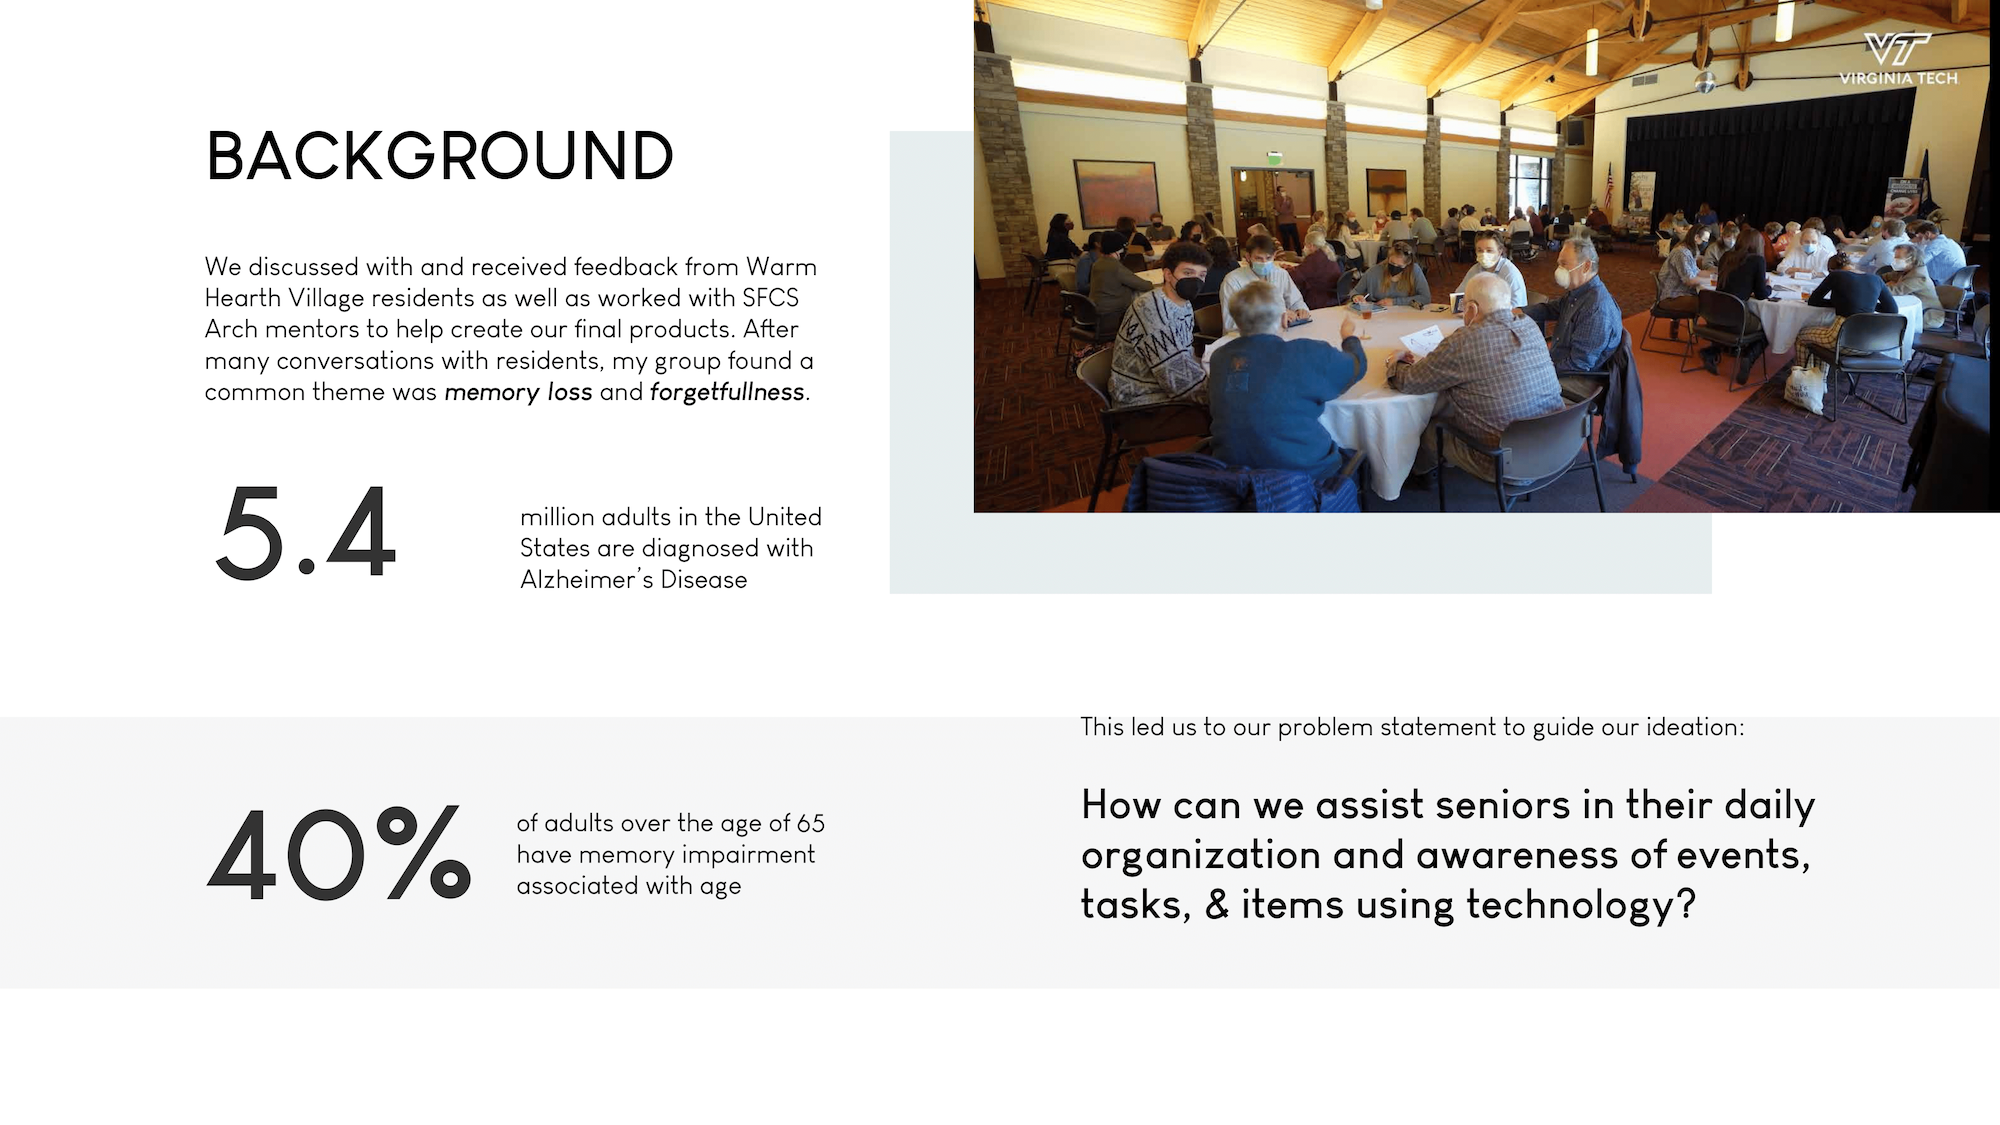 BACKGROUND
We discussed with and received feedback from Warm
Hearth Village residents as well as worked with SFCS
Arch mentors to help create our final products. After
many conversations with residents, my group found a
common theme was memory loss and forgetfullness.
5.4
million adults in the United
States are diagnosed with
Alzheimer's Disease
VT
VIRGINIA TECH
40%
of adults over the age of 65
have memory impairment
associated with age
This led us to our problem statement to guide our ideation:
How can we assist seniors in their daily
organization and awareness of events,
tasks, & items using technology?